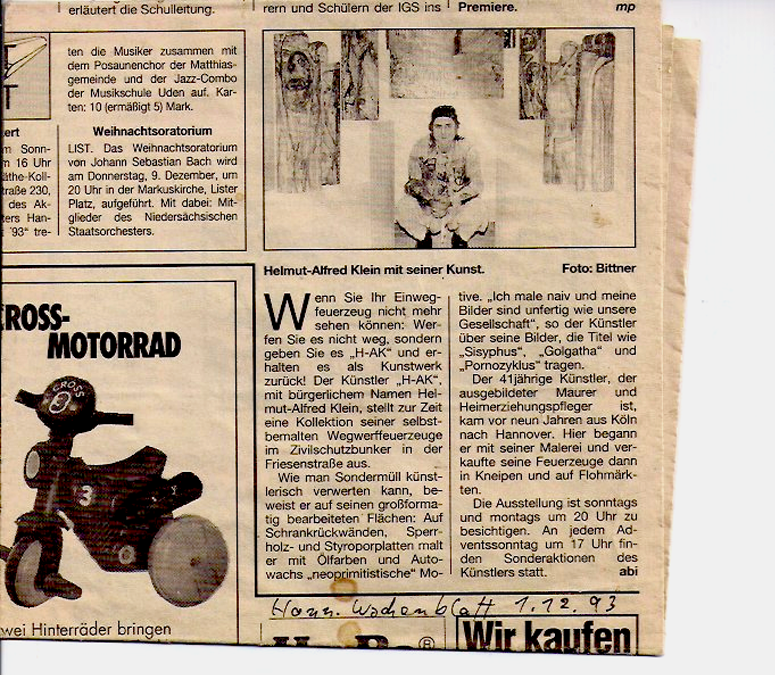 erläutert die Schulleitung.
rern und Schülern der IGS ins
Premiere.
mp
ten die Musiker zusammen mit
dem Posaunenchor der Matthias-
gemeinde und der Jazz-Combo
der Musikschule Uden auf. Kar-
ten: 10 (ermäßigt 5) Mark.
Weihnachtsoratorium
LIST. Das Weihnachtsoratorium
von Johann Sebastian Bach wird
am Donnerstag, 9. Dezember, um
20 Uhr in der Markuskirche, Lister
Platz, aufgeführt. Mit dabei: Mit-
glieder des Niedersächsischen
Staatsorchesters.
T
ert
m Sonn-
m 16 Uhr
äthe-Koll-
traße 230,
des Ak-
ters Han-
'93" tre-
Helmut-Alfred Klein mit seiner Kunst.
Foto: Bittner
Wenn Sie Ihr Einweg-
feuerzeug nicht mehr
sehen können: Wer-
fen Sie es nicht weg, sondern
geben Sie es „H-AK" und er-
halten es als Kunstwerk
zurück! Der Künstler „H-AK",
mit bürgerlichem Namen Hel-
mut-Alfred Klein, stellt zur Zeit
eine Kollektion seiner selbst-
bemalten Wegwerffeuerzeuge
im Zivilschutzbunker in der
Friesenstraße aus.
Wie man Sondermüll künst-
lerisch verwerten kann, be-
weist er auf seinen großforma-
tig bearbeiteten Flächen: Auf
Schrankrückwänden, Sperr-
holz- und Styroporplatten malt
er mit Ölfarben und Auto-
wachs „neoprimitistische" Mo-
tive. „Ich male naiv und meine
Bilder sind unfertig wie unsere
Gesellschaft", so der Künstler
über seine Bilder, die Titel wie
„Sisyphus", „Golgatha" und
„Pornozyklus" tragen.
Der 41jährige Künstler, der
ausgebildeter Maurer und
Heimerziehungspfleger ist,
kam vor neun Jahren aus Köln
nach Hannover. Hier begann
er mit seiner Malerei und ver-
kaufte seine Feuerzeuge dann
in Kneipen und auf Flohmärk-
ten.
Die Ausstellung ist sonntags
und montags um 20 Uhr zu
besichtigen. An jedem Ad-
ventssonntag um 17 Uhr fin-
den Sonderaktionen des
Künstlers statt.
abi
CROSS-
MOTORRAD
CROSS
3
wei Hinterräder bringen
Hann. Wochenblatt 1.12.93
Wir kaufen